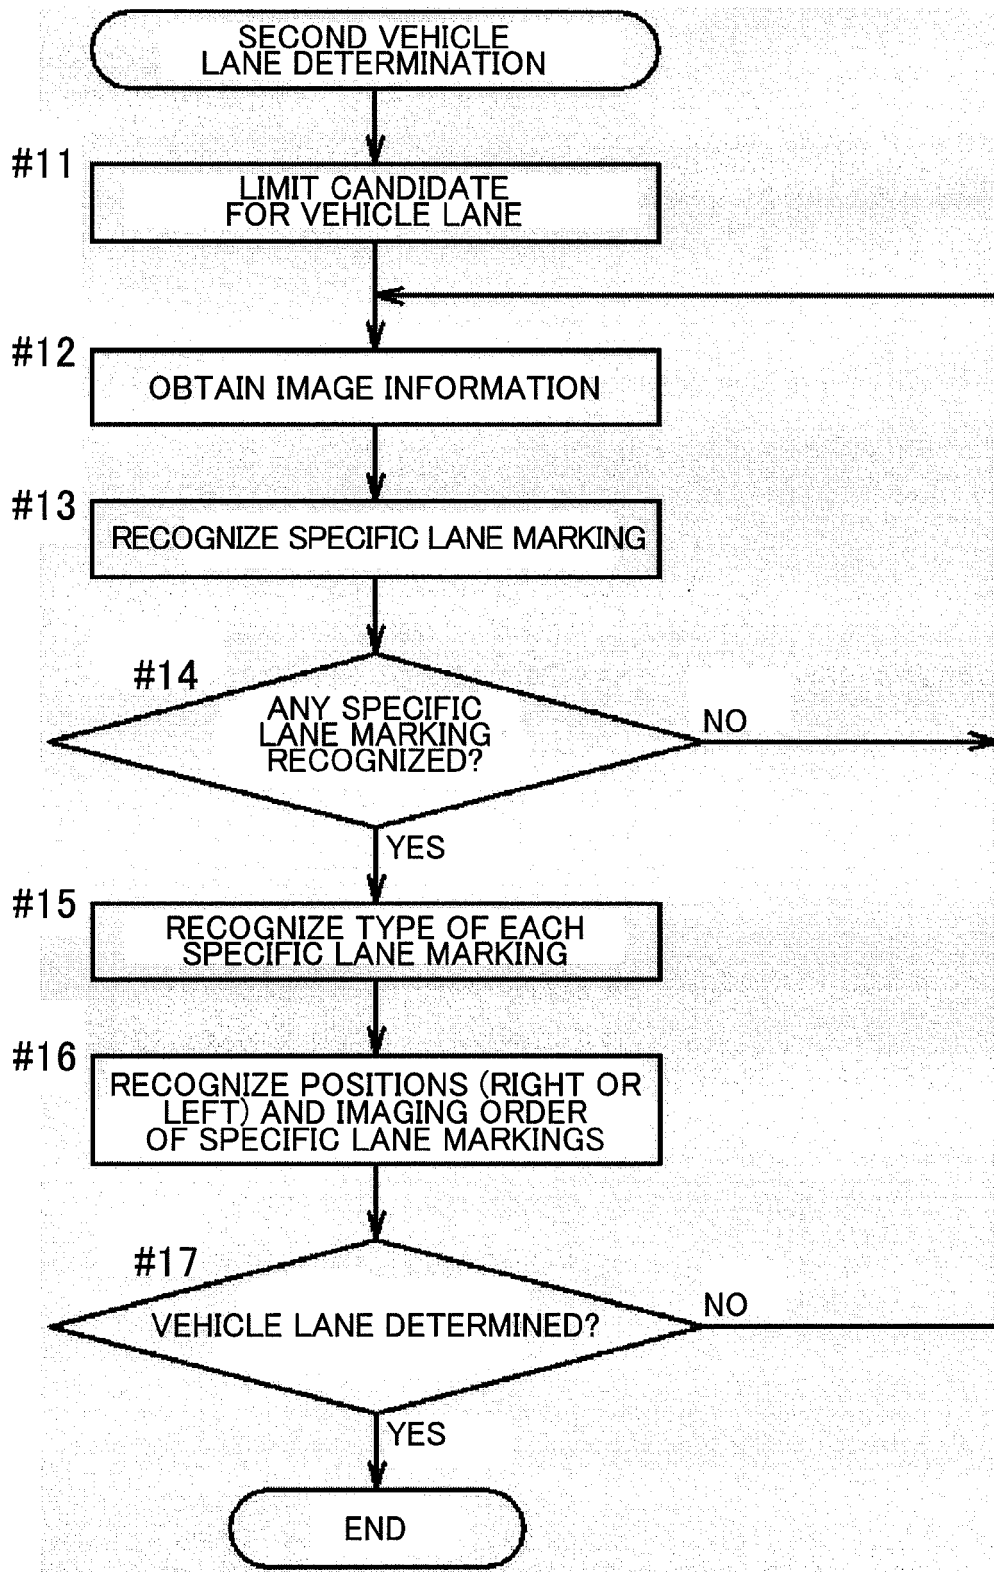 SECOND VEHICLE
LANE DETERMINATION
#11
LIMIT CANDIDATE
FOR VEHICLE LANE
#12
OBTAIN IMAGE INFORMATION
#13
RECOGNIZE SPECIFIC LANE MARKING
#14
ANY SPECIFIC
LANE MARKING
RECOGNIZED?
NO
YES
#15
RECOGNIZE TYPE OF EACH
SPECIFIC LANE MARKING
#16
RECOGNIZE POSITIONS (RIGHT OR
LEFT) AND IMAGING ORDER
OF SPECIFIC LANE MARKINGS
#17
VEHICLE LANE DETERMINED?
NO
YES
END